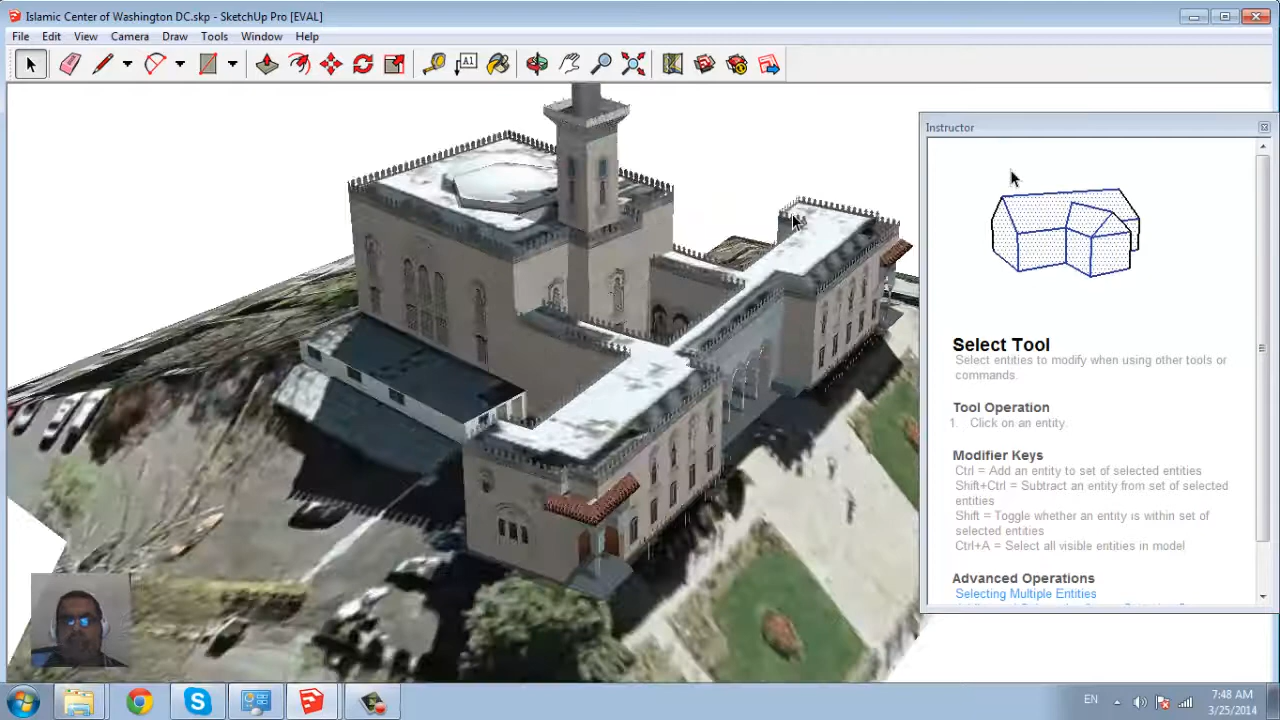 Islamic Center of Washington DC.skp - SketchUp Pro [EVAL]
File Edit View Camera Draw Tools Window Help
A1
Instructor
Select Tool
Select entities to modify when using other tools or
commands.
Tool Operation
1. Click on an entity.
Modifier Keys
Ctrl = Add an entity to set of selected entities
Shift+Ctrl = Subtract an entity from set of selected
entities
Shift = Toggle whether an entity is within set of
selected entities
Ctrl+A = Select all visible entities in model
Advanced Operations
Selecting Multiple Entities
EN
7:48 AM
3/25/2014